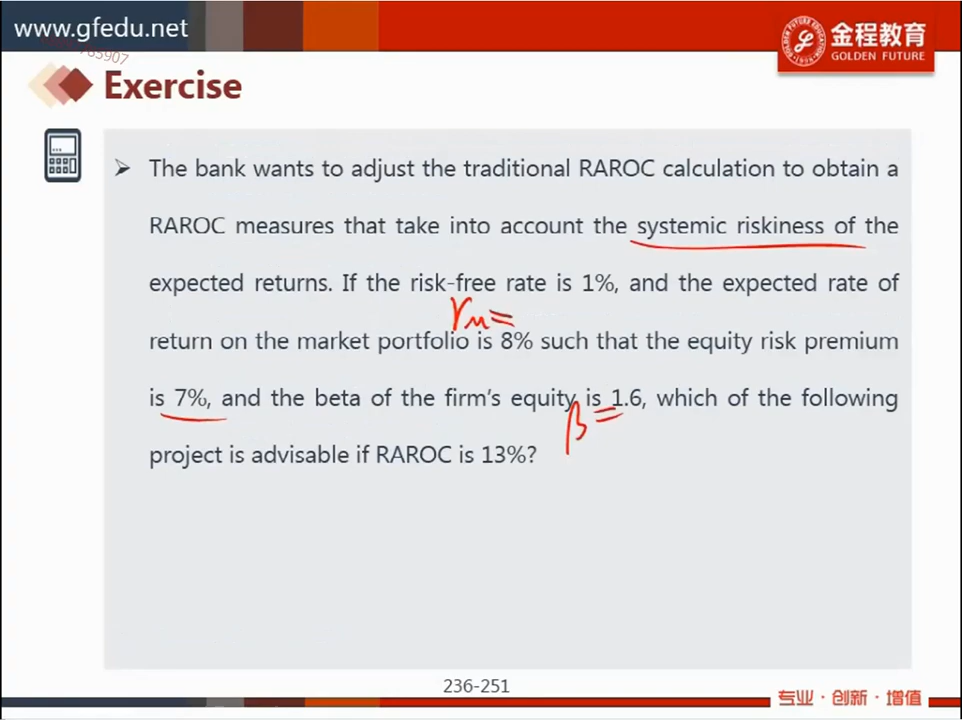 www.gfedu.net
金程教育
GOLDEN FUTURE
765907
Exercise
➤ The bank wants to adjust the traditional RAROC calculation to obtain a
RAROC measures that take into account the systemic riskiness of the
expected returns. If the risk-free rate is 1%, and the expected rate of
rM=
return on the market portfolio is 8% such that the equity risk premium
is 7%, and the beta of the firm's equity is 1.6, which of the following
β=
project is advisable if RAROC is 13%?
236-251
专业·创新·增值